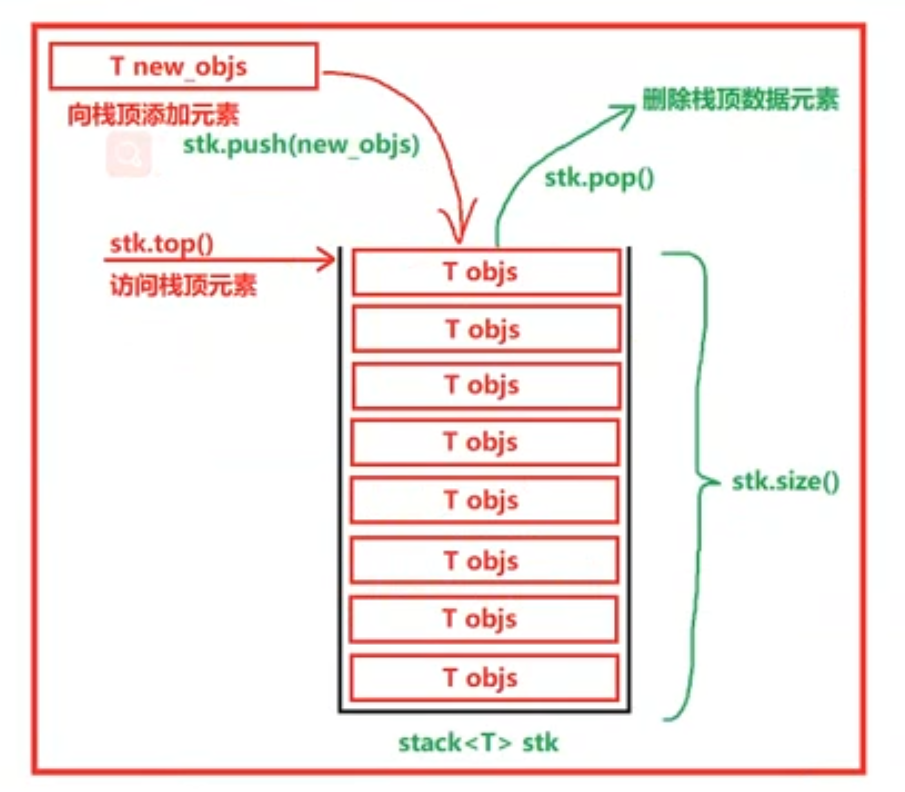 T new_objs
向栈顶添加元素
stk.push(new_objs)
删除栈顶数据元素
stk.pop()
stk.top()
访问栈顶元素
T objs
T objs
T objs
T objs
T objs
T objs
T objs
T objs
stk.size()
stack<T> stk